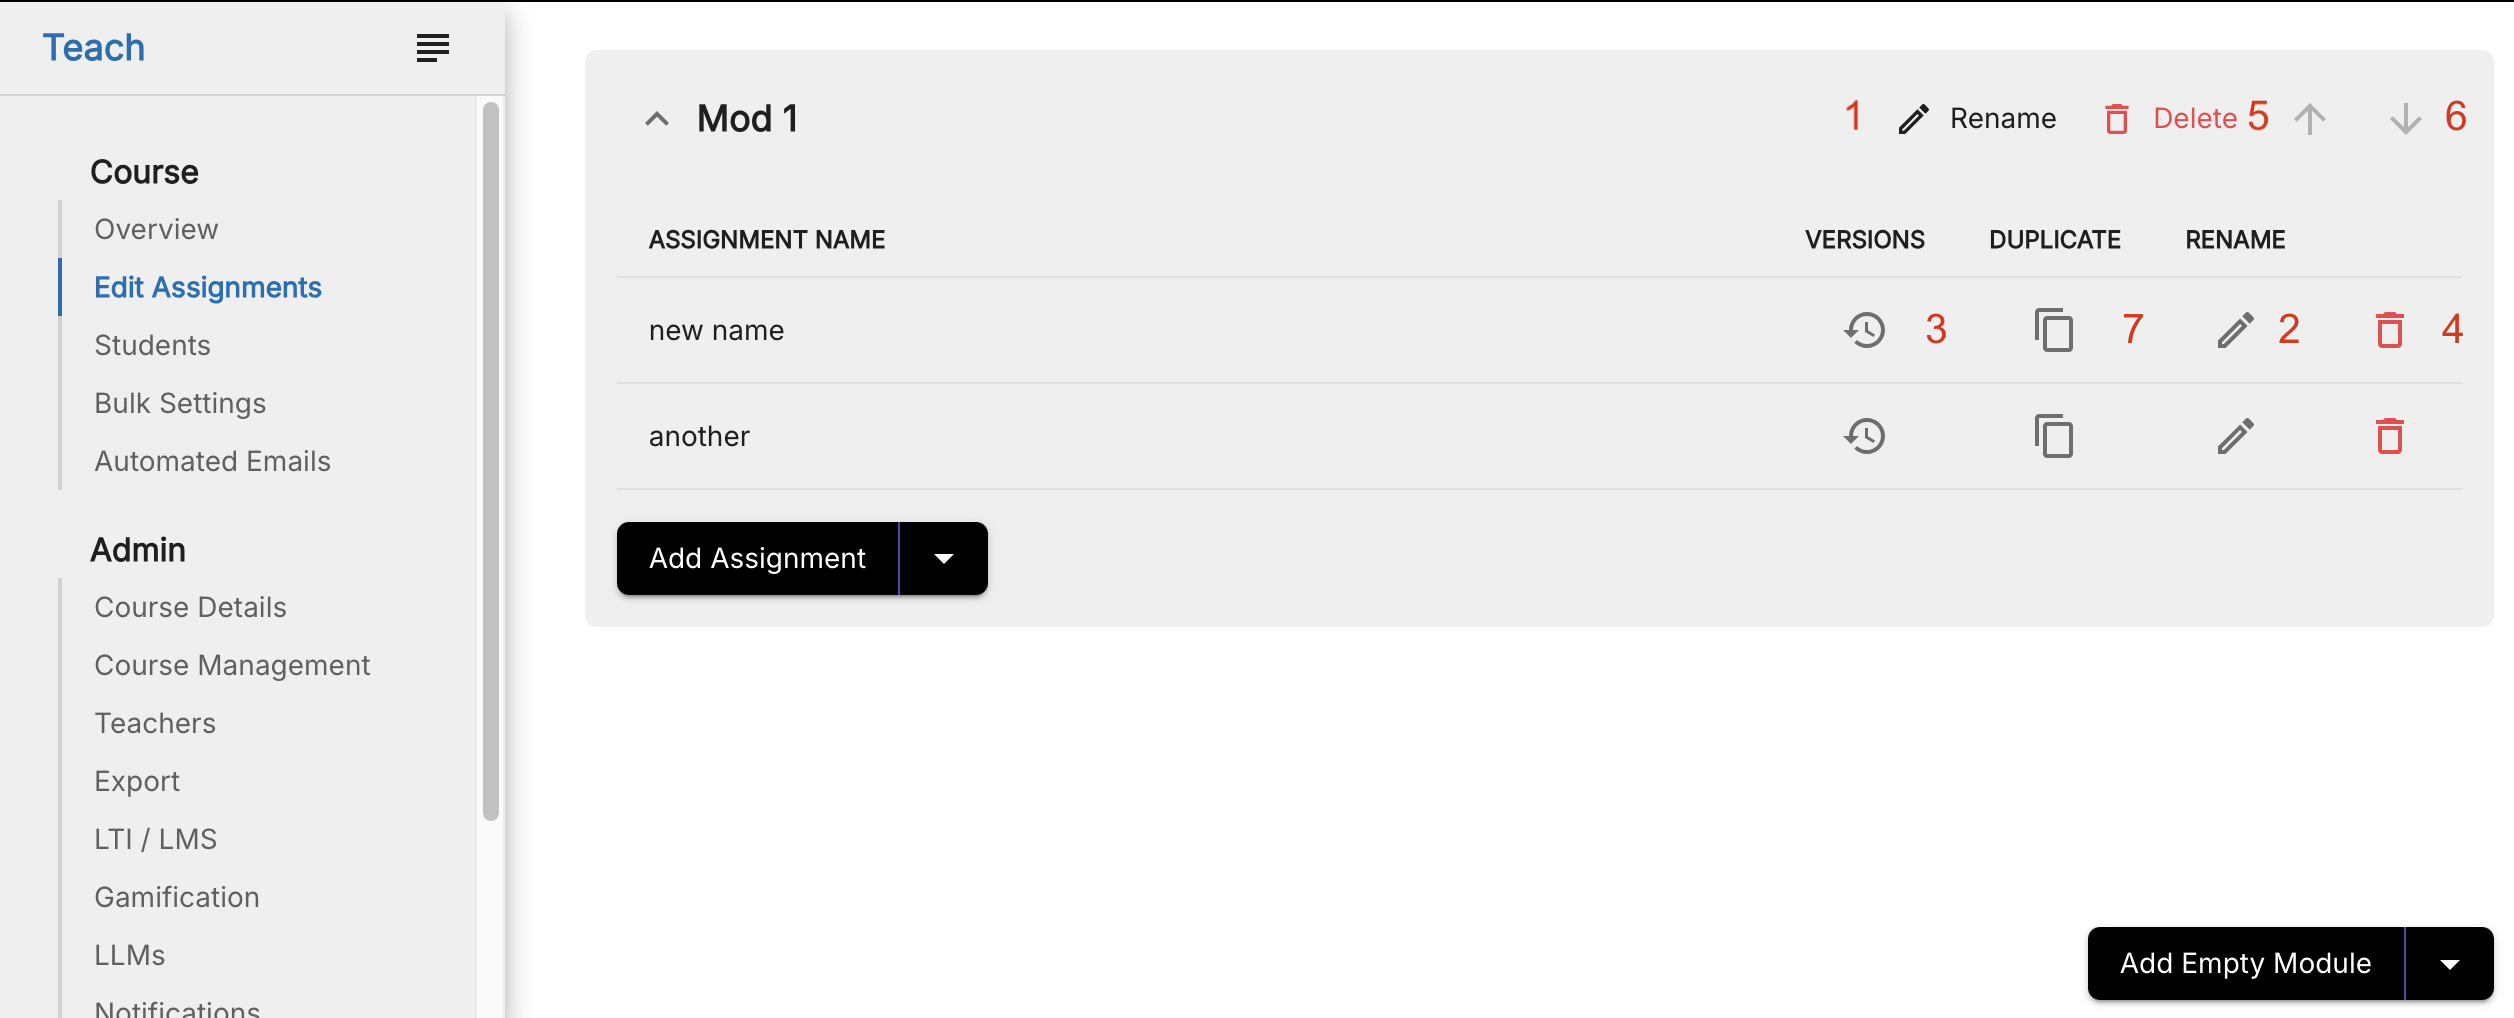 Teach
Course
Overview
Edit Assignments
Students
Bulk Settings
Automated Emails
Admin
Course Details
Course Management
Teachers
Export
LTI / LMS
Gamification
LLMs
Notifications
Mod 1
1 Rename Delete 5 6
ASSIGNMENT NAME VERSIONS DUPLICATE RENAME
new name 3 7 2 4
another
Add Assignment
Add Empty Module